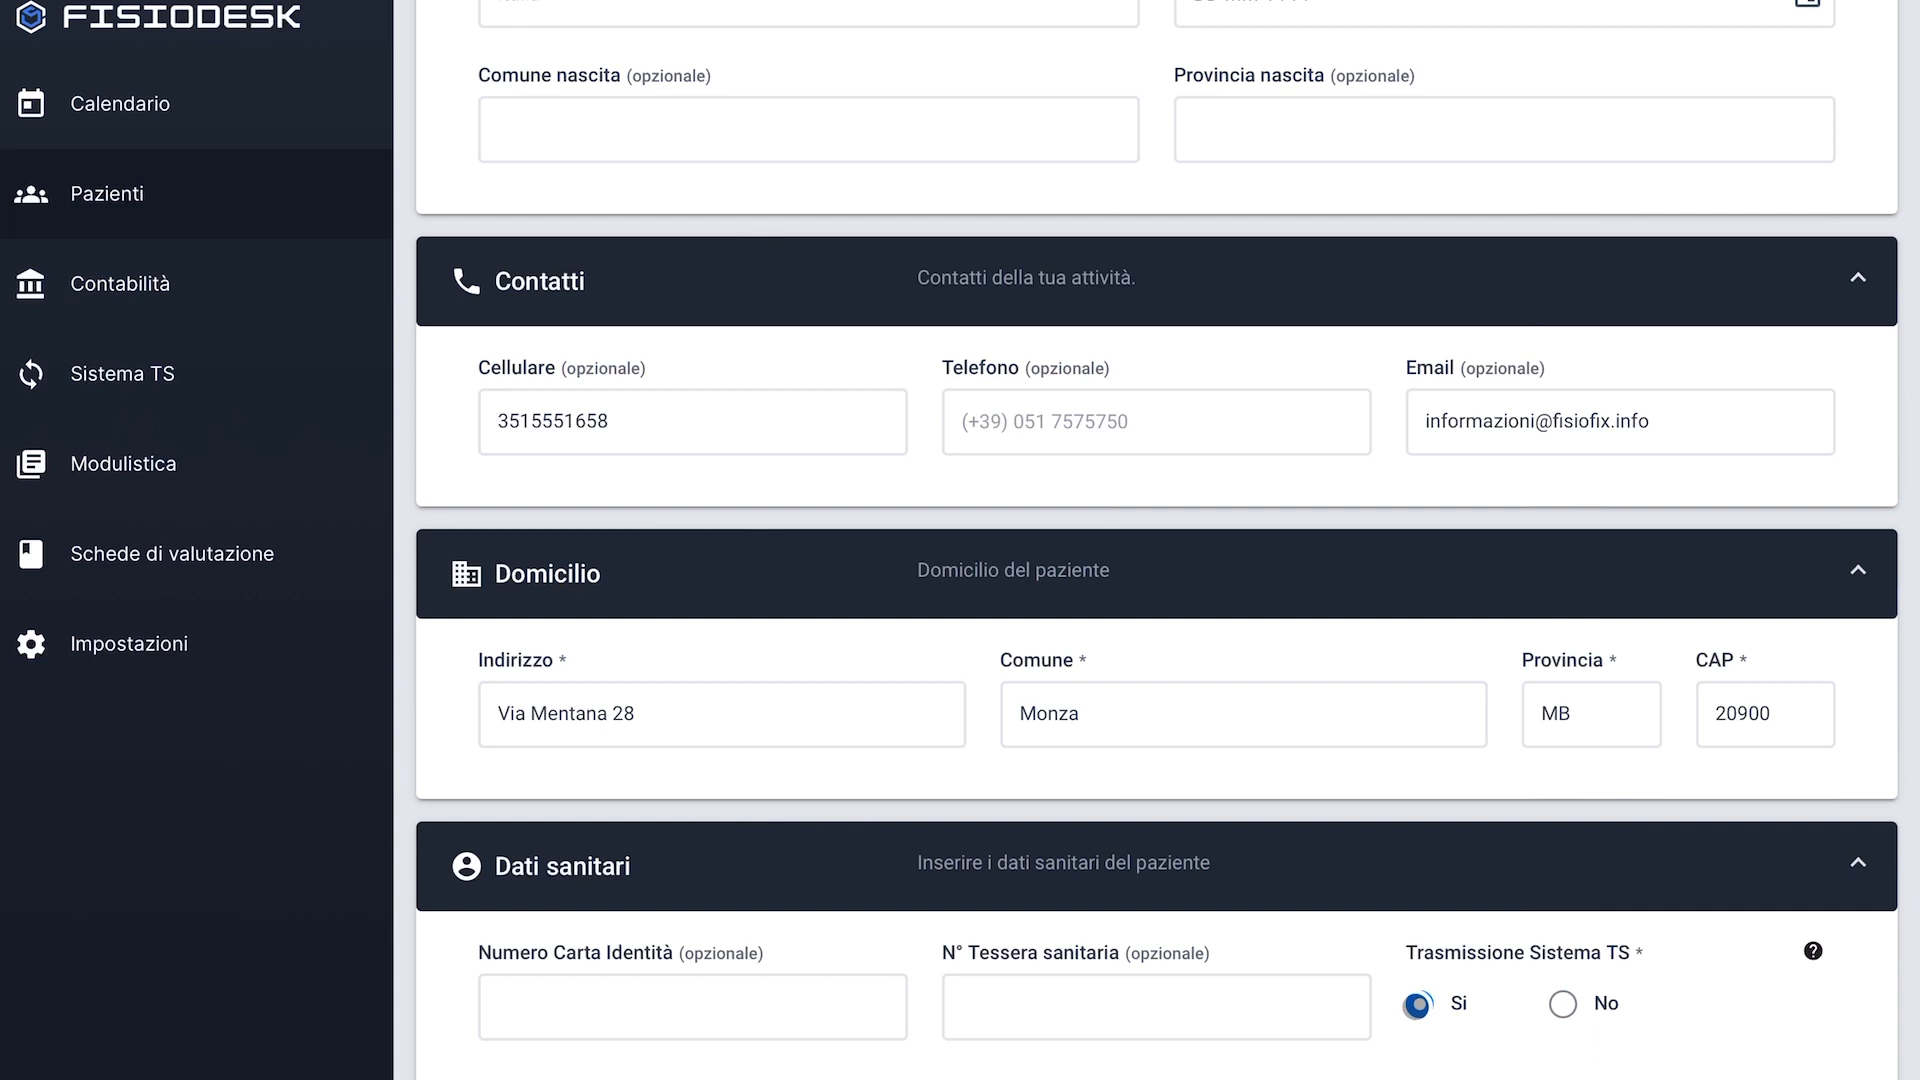 FISIODESK
Calendario
Pazienti
Contabilità
Sistema TS
Modulistica
Schede di valutazione
Impostazioni
Comune nascita (opzionale)
Provincia nascita (opzionale)
Contatti
Contatti della tua attività.
Cellulare (opzionale)
Telefono (opzionale)
Email (opzionale)
3515551658
(+39) 051 7575750
informazioni@fisiofix.info
Domicilio
Domicilio del paziente
Indirizzo *
Comune *
Provincia *
CAP *
Via Mentana 28
Monza
MB
20900
Dati sanitari
Inserire i dati sanitari del paziente
Numero Carta Identità (opzionale)
N° Tessera sanitaria (opzionale)
Trasmissione Sistema TS *
Si
No